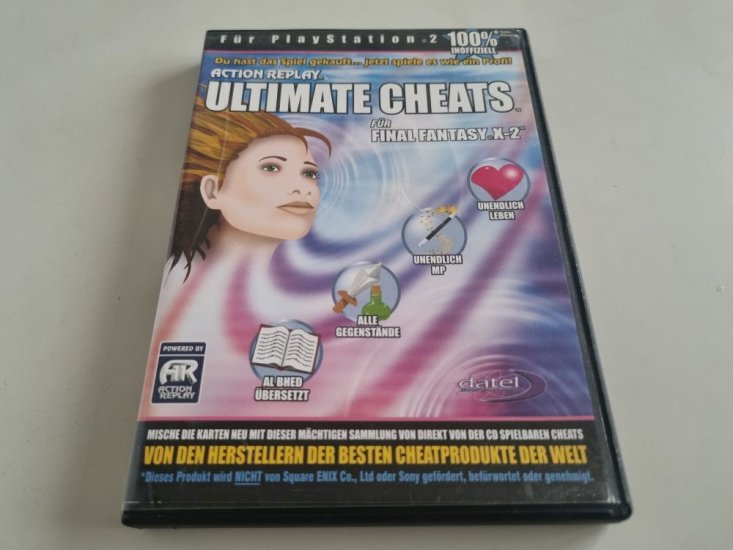 Für PlayStation 2
100%
INOFFIZIELL
Du hast das Spiel gekauft... jetzt spiele es wie ein Profi!
ACTION REPLAY
ULTIMATE CHEATS
FÜR
FINAL FANTASY X-2
UNENDLICH
LEBEN
UNENDLICH
MP
ALLE
GEGENSTÄNDE
AL BHED
ÜBERSETZT
POWERED BY
AR
ACTION
REPLAY
datel
MISCHE DIE KARTEN NEU MIT DIESER MÄCHTIGEN SAMMLUNG VON DIREKT VON DER CD SPIELBAREN CHEATS
VON DEN HERSTELLERN DER BESTEN CHEATPRODUKTE DER WELT
*Dieses Produkt wird NICHT von Square ENIX Co., Ltd oder Sony gefördert, befürwortet oder genehmigt.